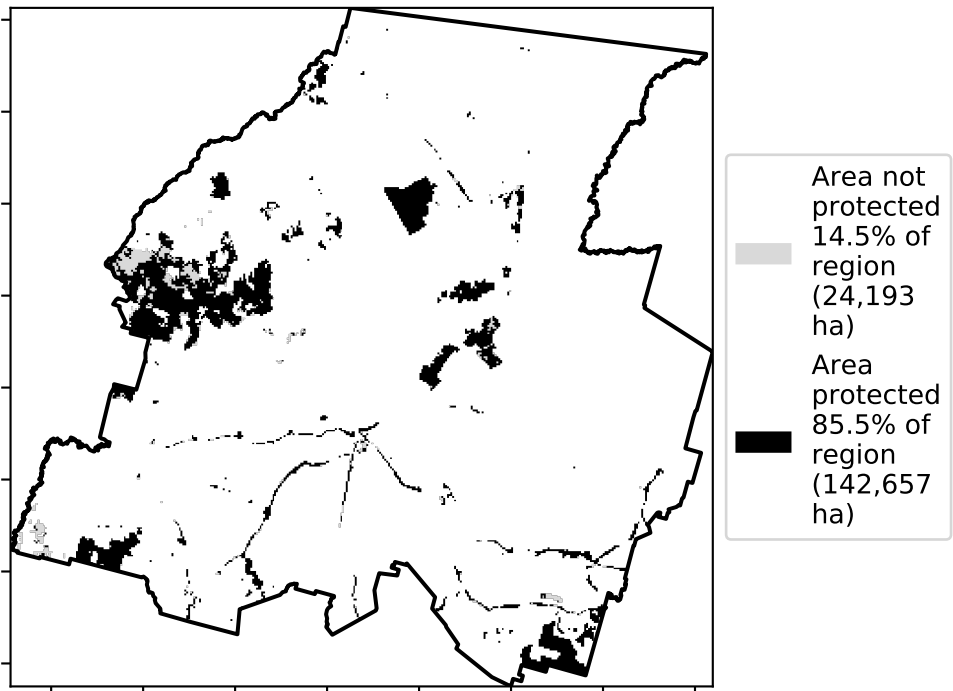 Area not
protected
14.5% of
region
(24,193
ha)
Area
protected
85.5% of
region
(142,657
ha)